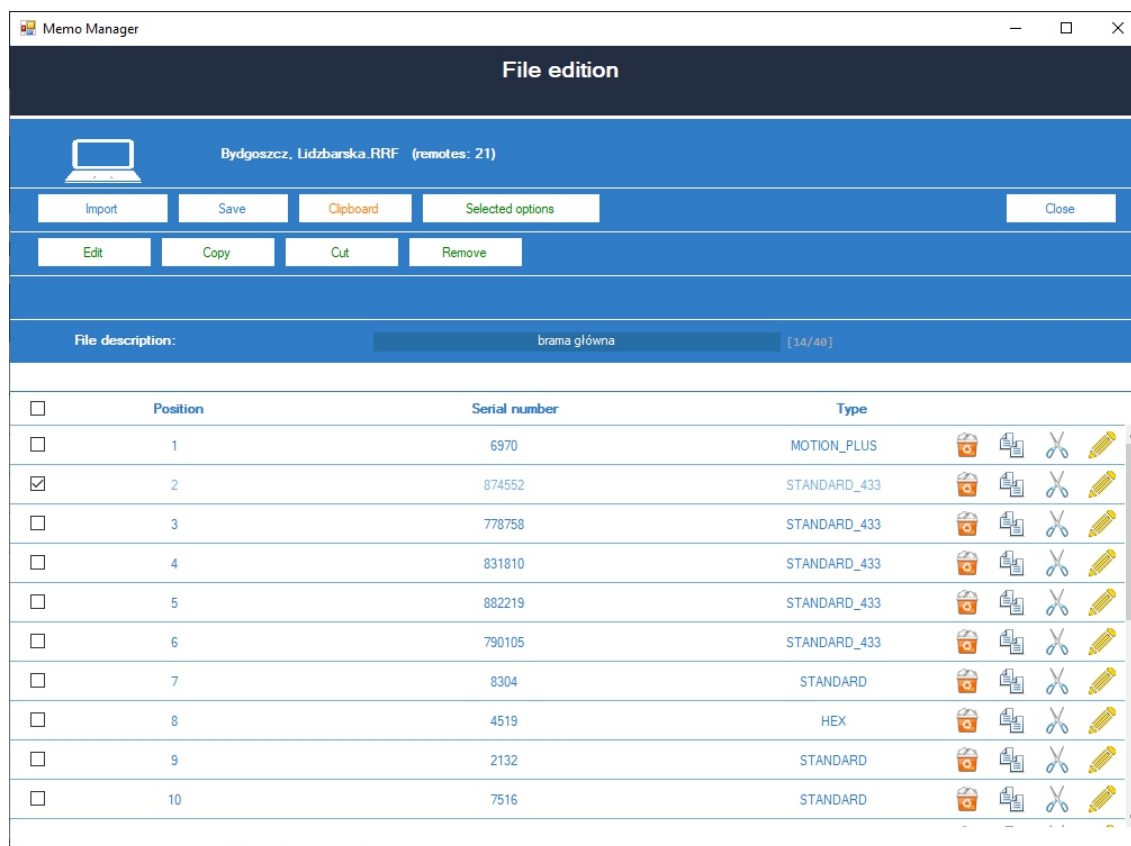 Memo Manager
File edition
Bydgoszcz, Lidzbarska.RRF (remotes: 21)
Import Save Clipboard Selected options Close
Edit Copy Cut Remove
File description: brama główna [14/40]
Position Serial number Type
1 6970 MOTION_PLUS
2 874552 STANDARD_433
3 778758 STANDARD_433
4 831810 STANDARD_433
5 882219 STANDARD_433
6 790105 STANDARD_433
7 8304 STANDARD
8 4519 HEX
9 2132 STANDARD
10 7516 STANDARD